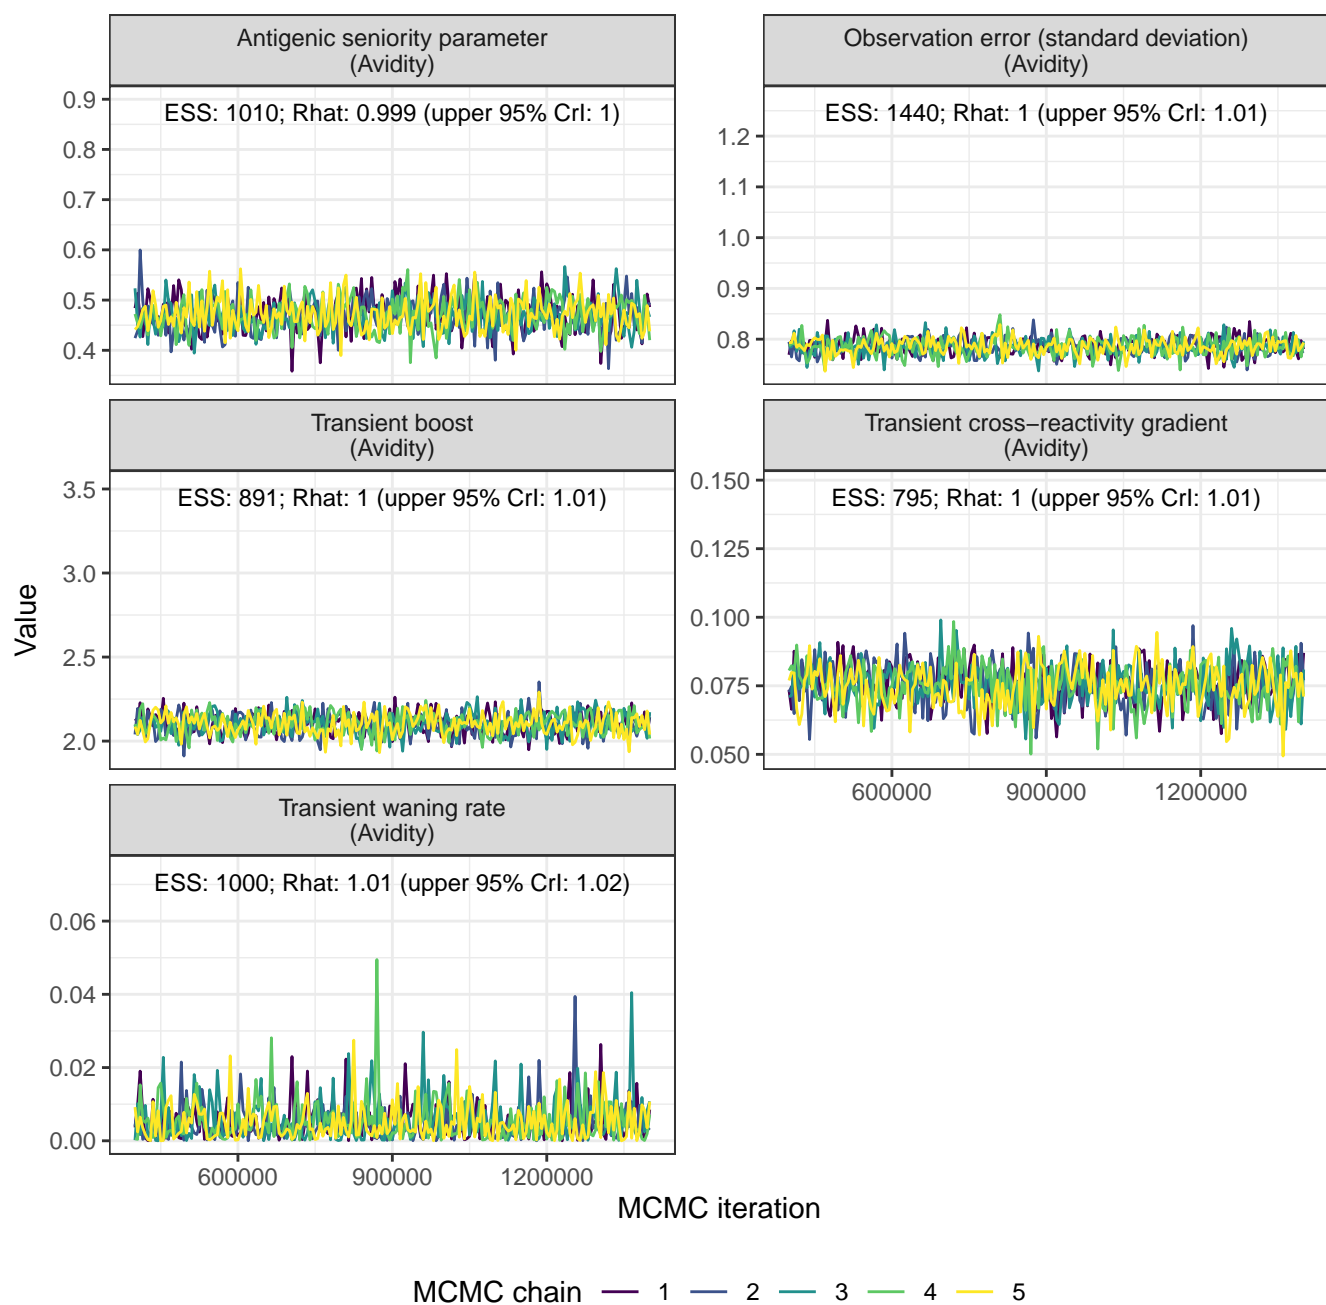 Antigenic seniority parameter
(Avidity)
ESS: 1010; Rhat: 0.999 (upper 95% CrI: 1)
0.9
0.8
0.7
0.6
0.5
0.4
Observation error (standard deviation)
(Avidity)
ESS: 1440; Rhat: 1 (upper 95% CrI: 1.01)
1.2
1.1
1.0
0.9
0.8
Transient boost
(Avidity)
ESS: 891; Rhat: 1 (upper 95% CrI: 1.01)
3.5
3.0
2.5
2.0
Transient cross−reactivity gradient
(Avidity)
ESS: 795; Rhat: 1 (upper 95% CrI: 1.01)
0.150
0.125
0.100
0.075
0.050
600000 900000 1200000
Transient waning rate
(Avidity)
ESS: 1000; Rhat: 1.01 (upper 95% CrI: 1.02)
0.06
0.04
0.02
0.00
600000 900000 1200000
Value
MCMC iteration
MCMC chain 1 2 3 4 5